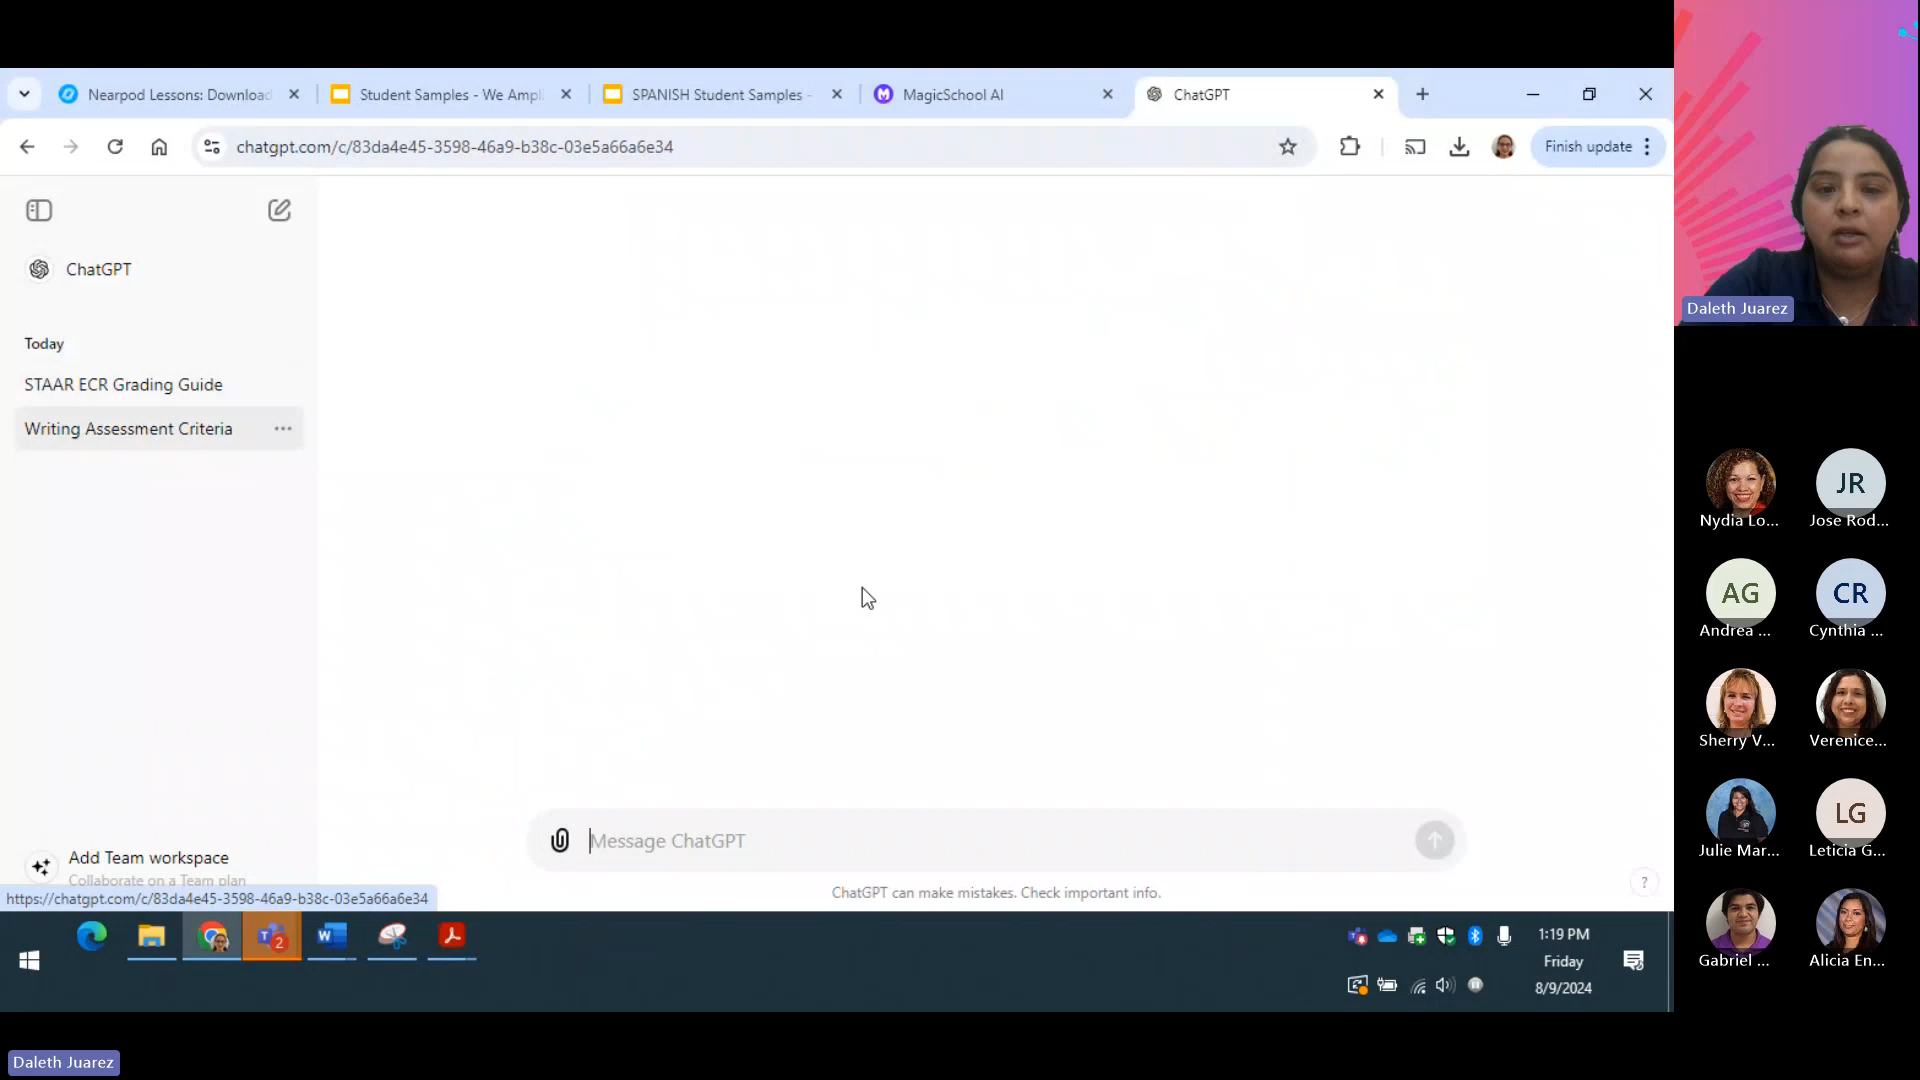 Nearpod Lessons: Download
Student Samples - We Ampl
SPANISH Student Samples -
MagicSchool AI
ChatGPT
chatgpt.com/c/83da4e45-3598-46a9-b38c-03e5a66a6e34
Finish update
ChatGPT
Today
STAAR ECR Grading Guide
Writing Assessment Criteria
Message ChatGPT
Add Team workspace
Collaborate on a Team plan
https://chatgpt.com/c/83da4e45-3598-46a9-b38c-03e5a66a6e34
ChatGPT can make mistakes. Check important info.
?
2
1:19 PM
Friday
8/9/2024
Daleth Juarez
Nydia Lo...
JR
Jose Rod...
AG
Andrea ...
CR
Cynthia ...
Sherry V...
Verenice...
Julie Mar...
LG
Leticia G...
Gabriel ...
Alicia En...
Daleth Juarez